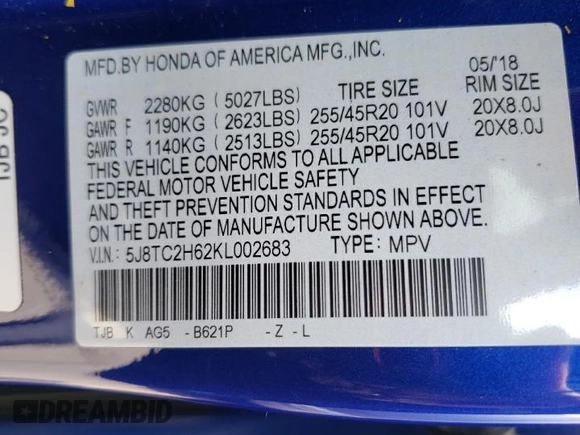 MFD. BY HONDA OF AMERICA MFG., INC. 05/'18
TIRE SIZE RIM SIZE
GVWR 2280KG (5027LBS)
GAWR F 1190KG (2623LBS) 255/45R20 101V 20X8.0J
GAWR R 1140KG (2513LBS) 255/45R20 101V 20X8.0J
THIS VEHICLE CONFORMS TO ALL APPLICABLE
FEDERAL MOTOR VEHICLE SAFETY
AND THEFT PREVENTION STANDARDS IN EFFECT
ON THE DATE OF MANUFACTURE SHOWN ABOVE.
V.I.N.: 5J8TC2H62KL002683 TYPE: MPV
TJB K AG5 -B621P -Z -L
DREAMBID